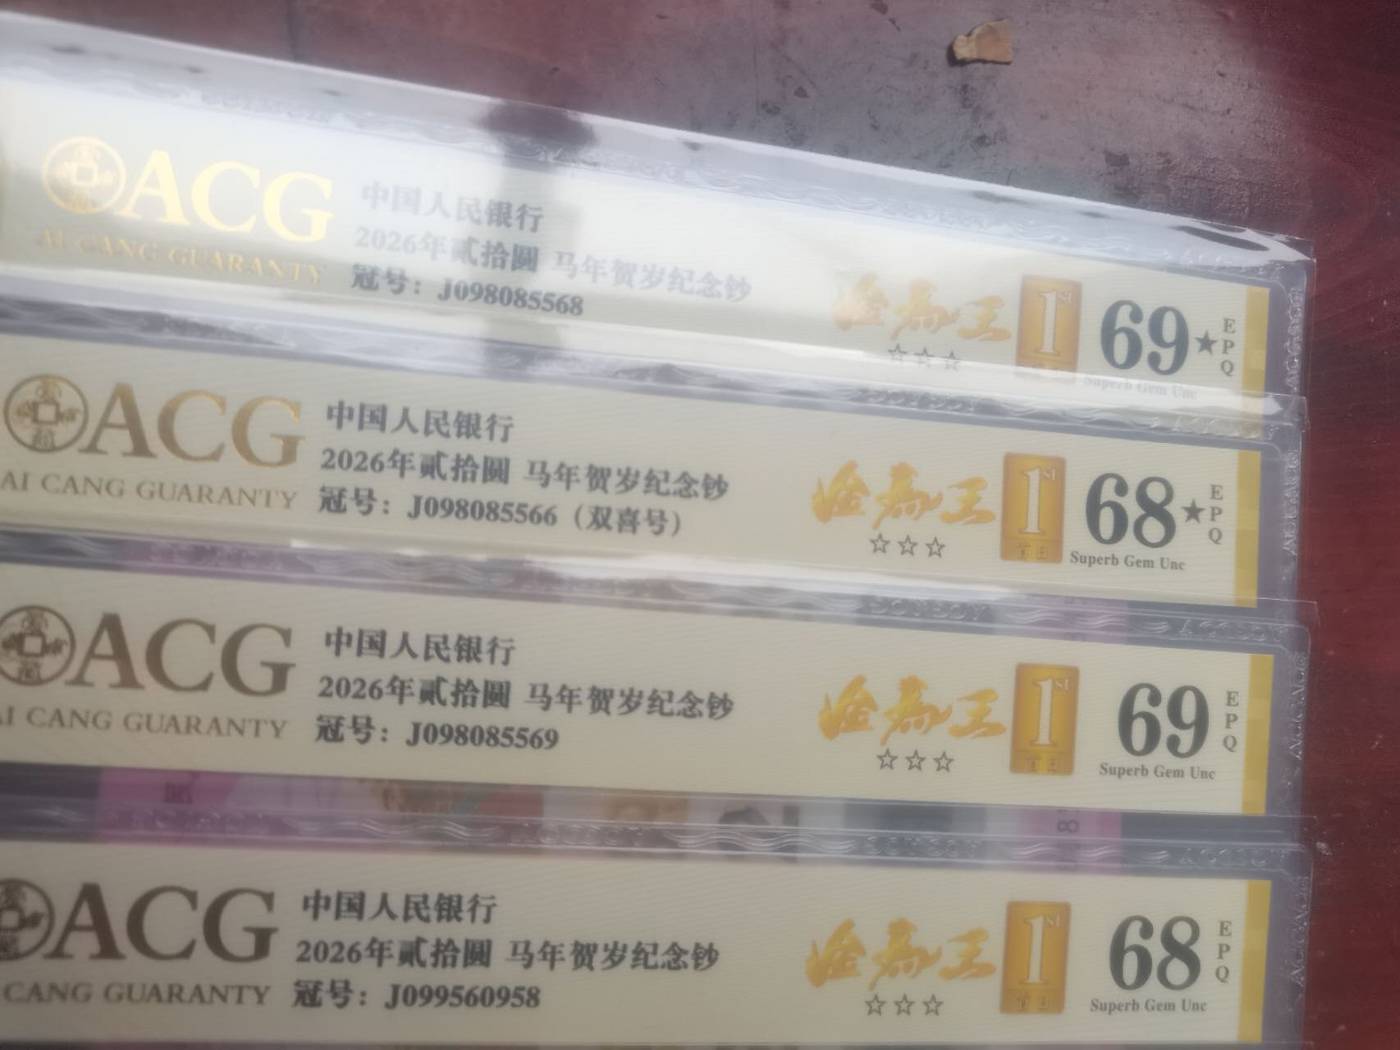 ACG
AI CANG GUARANTY
中国人民银行
2026年贰拾圆 马年贺岁纪念钞
冠号：J098085568
☆☆☆
1ST
69★
EPQ
Superb Gem Unc
ACG
AI CANG GUARANTY
中国人民银行
2026年贰拾圆 马年贺岁纪念钞
冠号：J098085566（双喜号）
☆☆☆
1ST
68★
EPQ
Superb Gem Unc
ACG
AI CANG GUARANTY
中国人民银行
2026年贰拾圆 马年贺岁纪念钞
冠号：J098085569
☆☆☆
1ST
69
EPQ
Superb Gem Unc
ACG
CANG GUARANTY
中国人民银行
2026年贰拾圆 马年贺岁纪念钞
冠号：J099560958
☆☆☆
1ST
68
EPQ
Superb Gem Unc